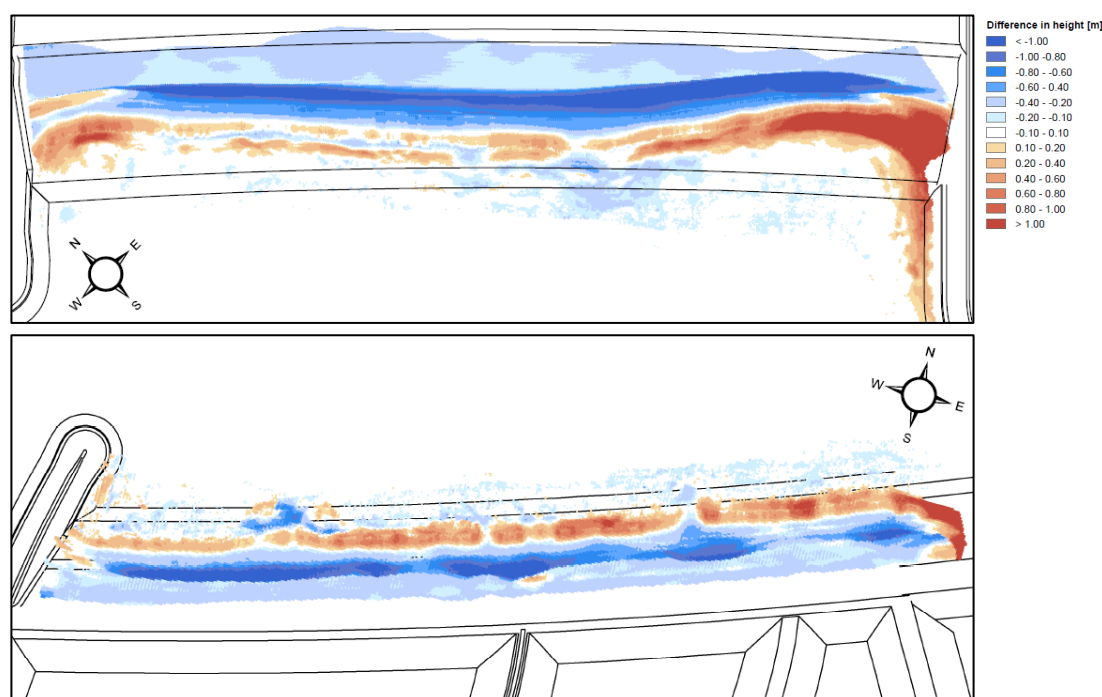 Difference in height [m]
< -1.00
-1.00 -0.80
-0.80 - -0.60
-0.60 - 0.40
-0.40 - -0.20
-0.20 - -0.10
-0.10 - 0.10
0.10 - 0.20
0.20 - 0.40
0.40 - 0.60
0.60 - 0.80
0.80 - 1.00
> 1.00
N
E
W
S
N
W
E
S